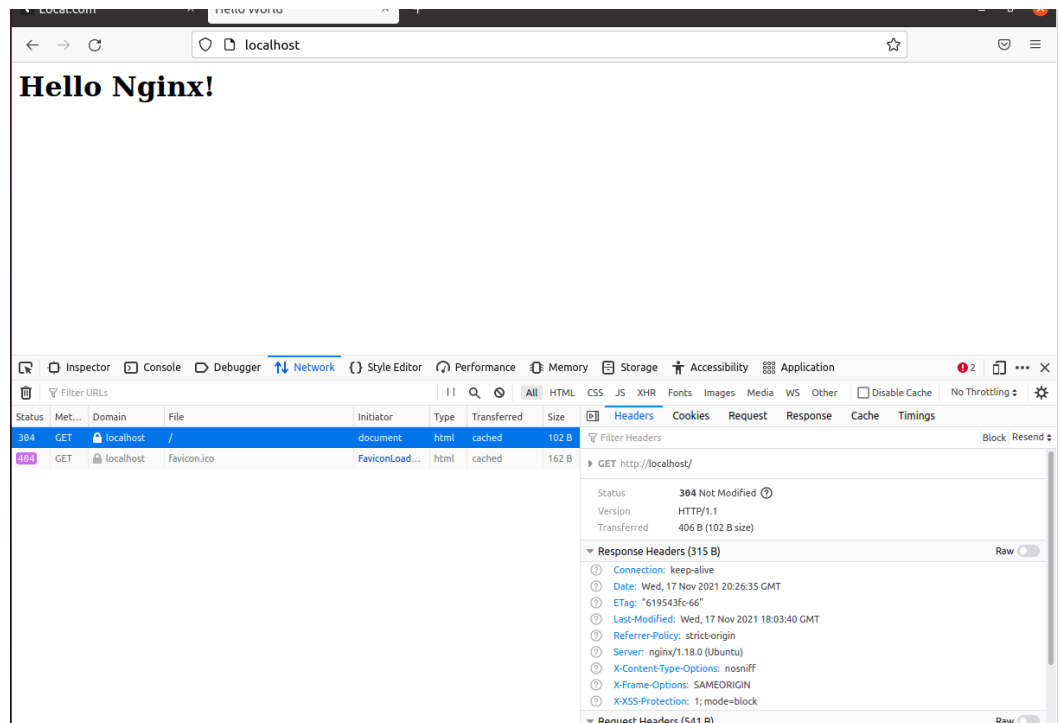 Local.com Hello World
localhost
Hello Nginx!
Inspector Console Debugger Network Style Editor Performance Memory Storage Accessibility Application 2
Filter URLs All HTML CSS JS XHR Fonts Images Media WS Other Disable Cache No Throttling
Status Met... Domain File Initiator Type Transferred Size Headers Cookies Request Response Cache Timings
304 GET localhost / document html cached 102 B Filter Headers Block Resend
404 GET localhost favicon.ico FaviconLoad... html cached 162 B
GET http://localhost/
Status 304 Not Modified
Version HTTP/1.1
Transferred 406 B (102 B size)
Response Headers (315 B) Raw
Connection: keep-alive
Date: Wed, 17 Nov 2021 20:26:35 GMT
ETag: "619543fc-66"
Last-Modified: Wed, 17 Nov 2021 18:03:40 GMT
Referrer-Policy: strict-origin
Server: nginx/1.18.0 (Ubuntu)
X-Content-Type-Options: nosniff
X-Frame-Options: SAMEORIGIN
X-XSS-Protection: 1; mode=block
Request Headers (541 B) Raw